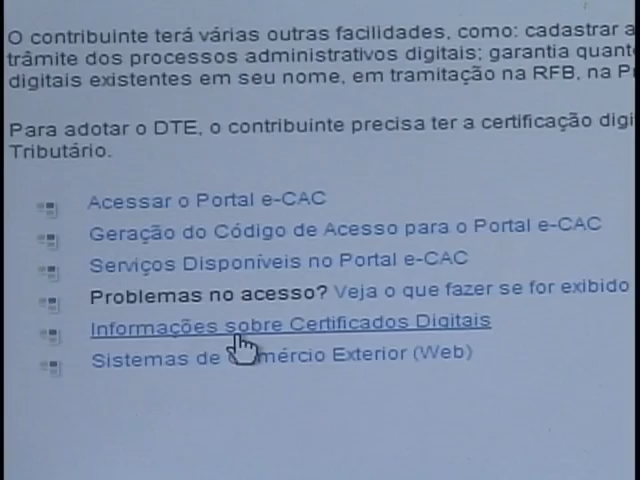 O contribuinte terá várias outras facilidades, como: cadastrar a
trâmite dos processos administrativos digitais; garantia quant
digitais existentes em seu nome, em tramitação na RFB, na P
Para adotar o DTE, o contribuinte precisa ter a certificação digi
Tributário.
Acessar o Portal e-CAC
Geração do Código de Acesso para o Portal e-CAC
Serviços Disponíveis no Portal e-CAC
Problemas no acesso? Veja o que fazer se for exibido
Informações sobre Certificados Digitais
Sistemas de mércio Exterior (Web)